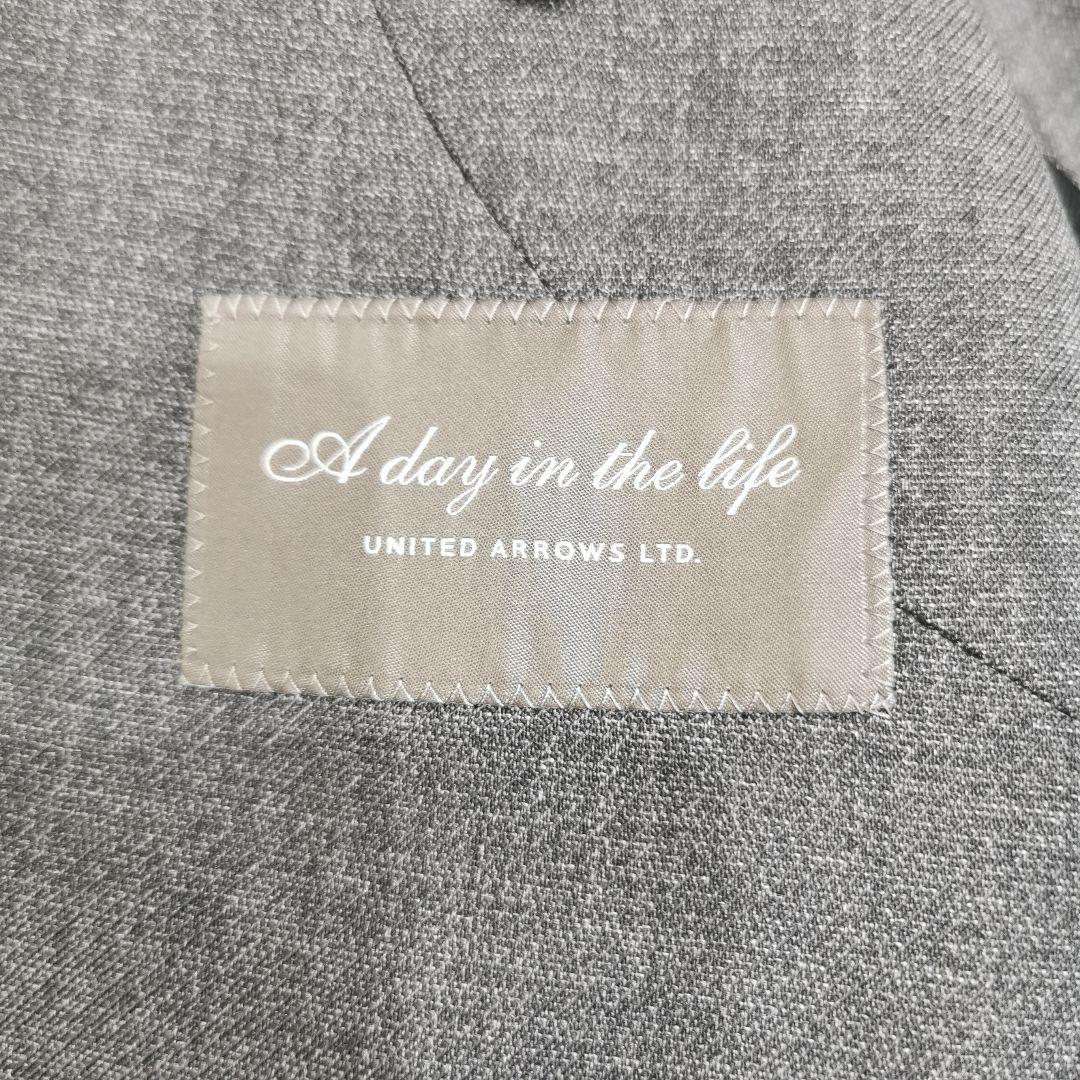 A day in the life
UNITED ARROWS LTD.